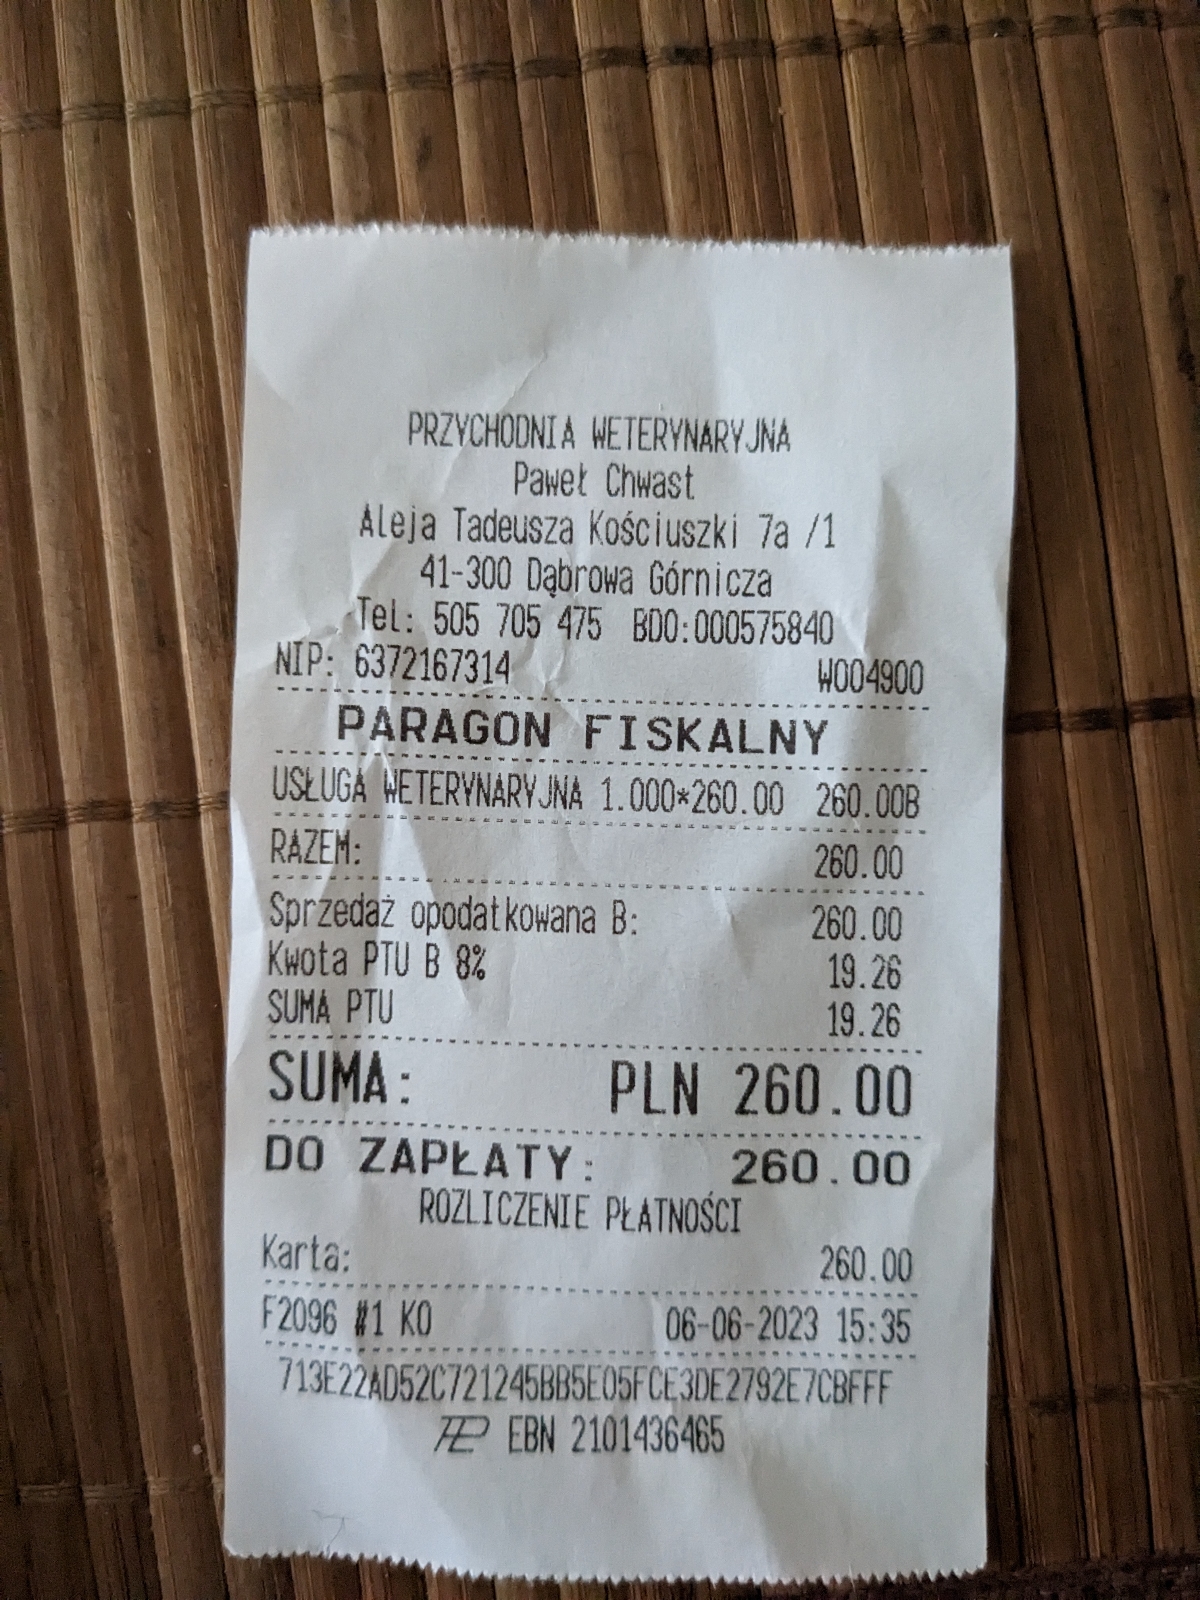 PRZYCHODNIA WETERYNARYJNA
Paweł Chwast
Aleja Tadeusza Kościuszki 7a /1
41-300 Dąbrowa Górnicza
Tel: 505 705 475 BDO:000575840
NIP: 6372167314 W004900
PARAGON FISKALNY
USŁUGA WETERYNARYJNA 1.000*260.00 260.00B
RAZEM: 260.00
Sprzedaż opodatkowana B: 260.00
Kwota PTU B 8% 19.26
SUMA PTU 19.26
SUMA: PLN 260.00
DO ZAPŁATY: 260.00
ROZLICZENIE PŁATNOŚCI
Karta: 260.00
F2096 #1 KO 06-06-2023 15:35
713E22AD52C721245BB5E05FCE3DE2792E7CBFFF
EBN 2101436465